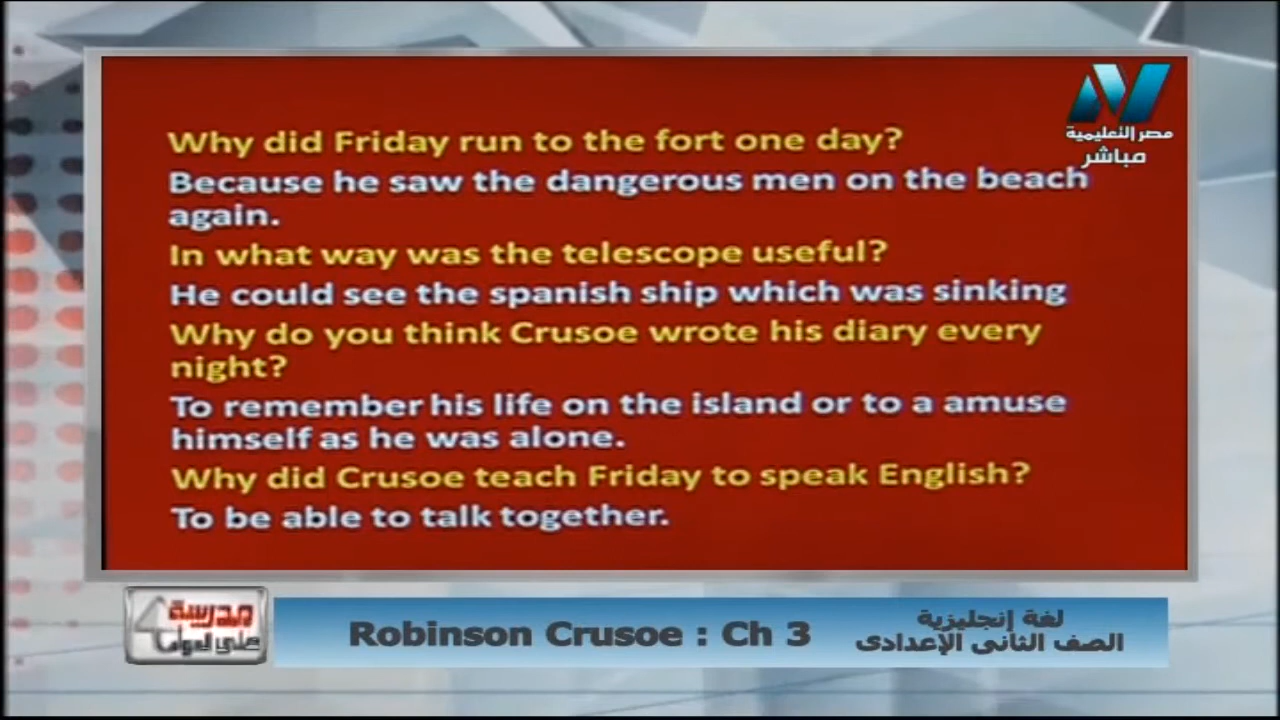 مصر التعليمية
مباشر
Why did Friday run to the fort one day?
Because he saw the dangerous men on the beach
again.
In what way was the telescope useful?
He could see the spanish ship which was sinking
Why do you think Crusoe wrote his diary every
night?
To remember his life on the island or to a amuse
himself as he was alone.
Why did Crusoe teach Friday to speak English?
To be able to talk together.
مدرسة
على الهواء
Robinson Crusoe : Ch 3
لغة إنجليزية
الصف الثانى الإعدادى